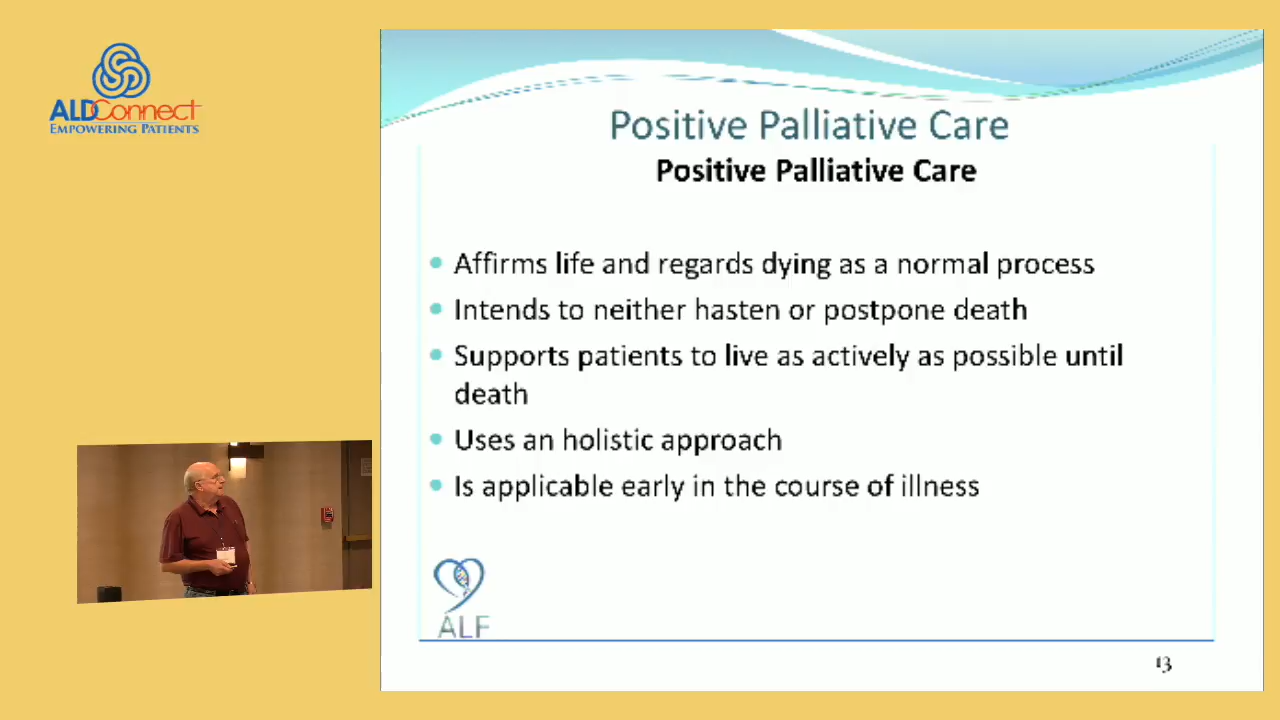 ALDConnect
EMPOWERING PATIENTS
Positive Palliative Care
Positive Palliative Care
Affirms life and regards dying as a normal process
Intends to neither hasten or postpone death
Supports patients to live as actively as possible until
death
Uses an holistic approach
Is applicable early in the course of illness
ALF
13